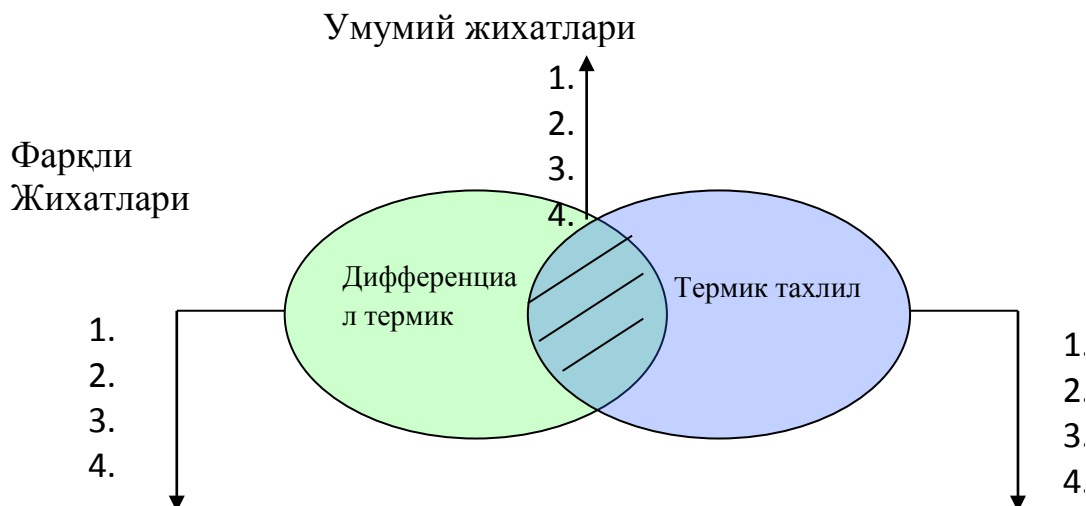 Умумий жихатлари
1.
2.
3.
4.
Фарқли
Жихатлари
Дифференциа
л термик
Термик тахлил
1.
2.
3.
4.
1.
2.
3.
4.